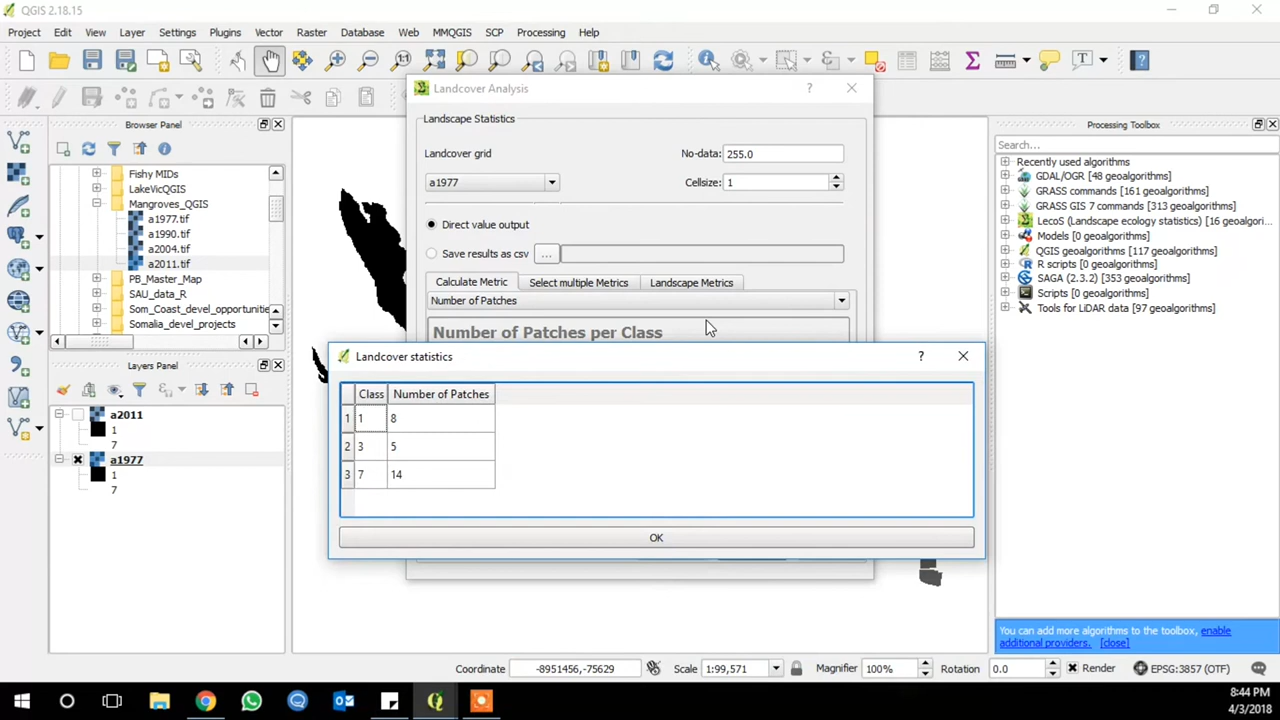 QGIS 2.18.15
Project Edit View Layer Settings Plugins Vector Raster Database Web MMQGIS SCP Processing Help
Landcover Analysis
Landscape Statistics
Landcover grid
No-data: 255.0
a1977
Cellsize: 1
Direct value output
Save results as csv ...
Calculate Metric Select multiple Metrics Landscape Metrics
Number of Patches
Number of Patches per Class
Landcover statistics
Class Number of Patches
1 1 8
2 3 5
3 7 14
OK
Browser Panel
Fishy MIDs
LakeVicQGIS
Mangroves_QGIS
a1977.tif
a1990.tif
a2004.tif
a2011.tif
PB_Master_Map
SAU_data_R
Som_Coast_devel_opportunitie
Somalia_devel_projects
Layers Panel
a2011
1
7
a1977
1
7
Processing Toolbox
Search...
Recently used algorithms
GDAL/OGR [48 geoalgorithms]
GRASS commands [161 geoalgorithms]
GRASS GIS 7 commands [313 geoalgorithms]
LecoS (Landscape ecology statistics) [16 geoalgori...
Models [0 geoalgorithms]
QGIS geoalgorithms [117 geoalgorithms]
R scripts [0 geoalgorithms]
SAGA (2.3.2) [353 geoalgorithms]
Scripts [0 geoalgorithms]
Tools for LiDAR data [97 geoalgorithms]
You can add more algorithms to the toolbox, enable
additional providers. [close]
Coordinate -8951456,-75629 Scale 1:99,571 Magnifier 100% Rotation 0.0 Render EPSG:3857 (OTF)
8:44 PM
4/3/2018